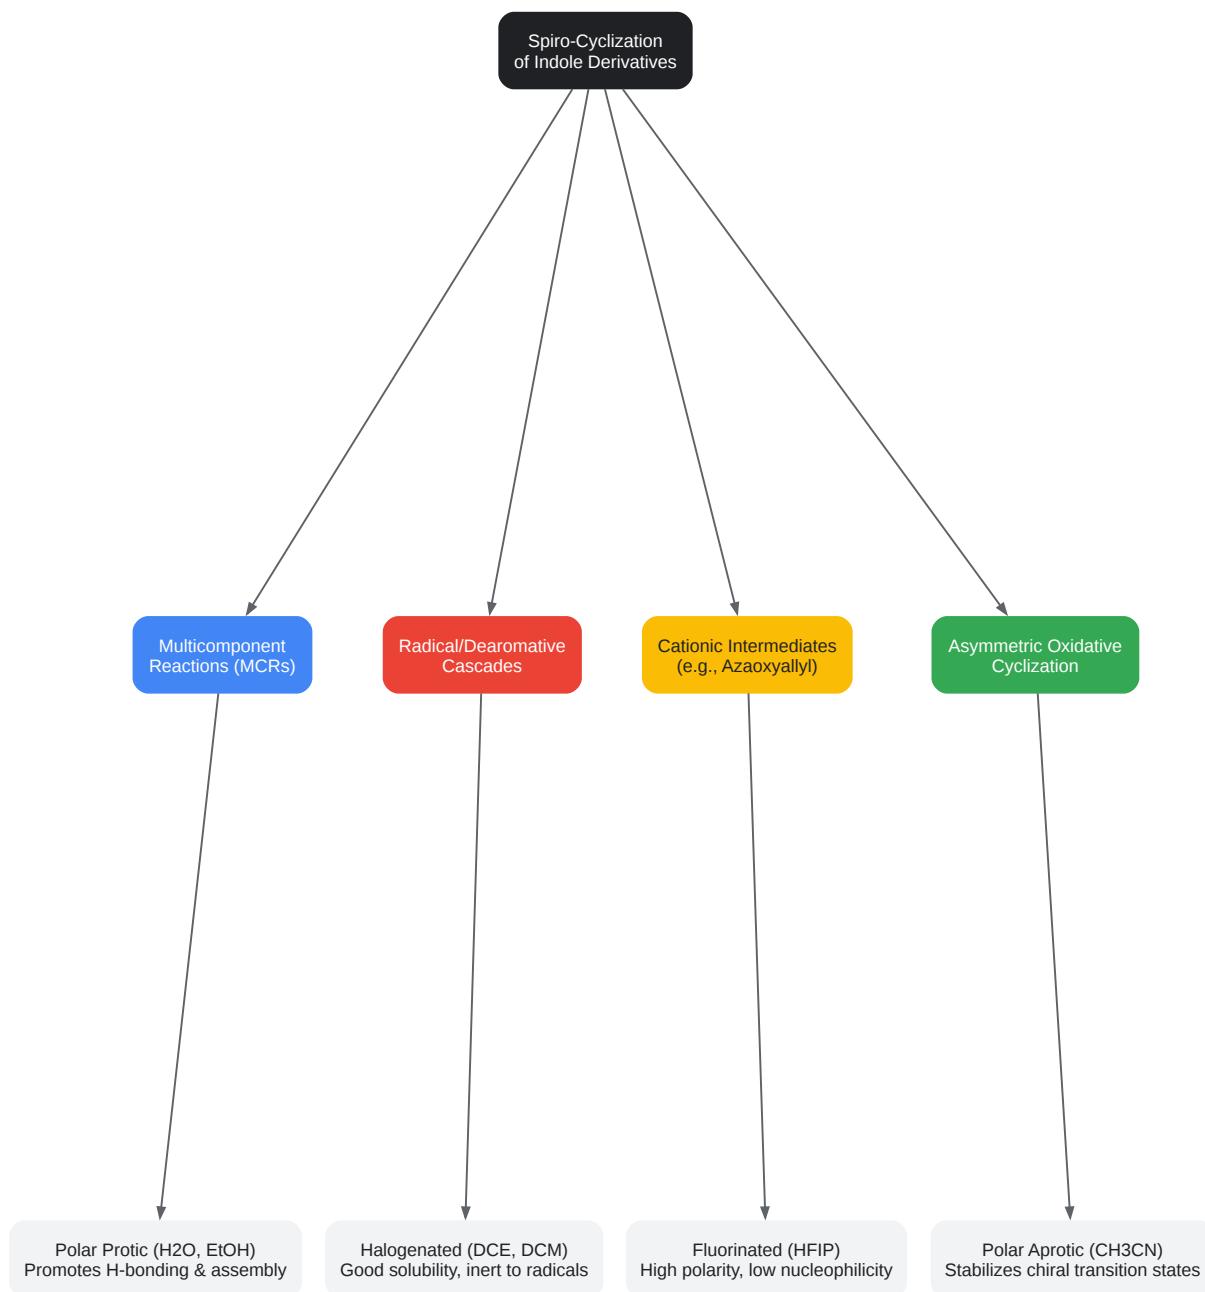 Spiro-Cyclization
of Indole Derivatives
Multicomponent
Reactions (MCRs)
Radical/Dearomative
Cascades
Cationic Intermediates
(e.g., Azaoxyallyl)
Asymmetric Oxidative
Cyclization
Polar Protic (H2O, EtOH)
Promotes H-bonding & assembly
Halogenated (DCE, DCM)
Good solubility, inert to radicals
Fluorinated (HFIP)
High polarity, low nucleophilicity
Polar Aprotic (CH3CN)
Stabilizes chiral transition states